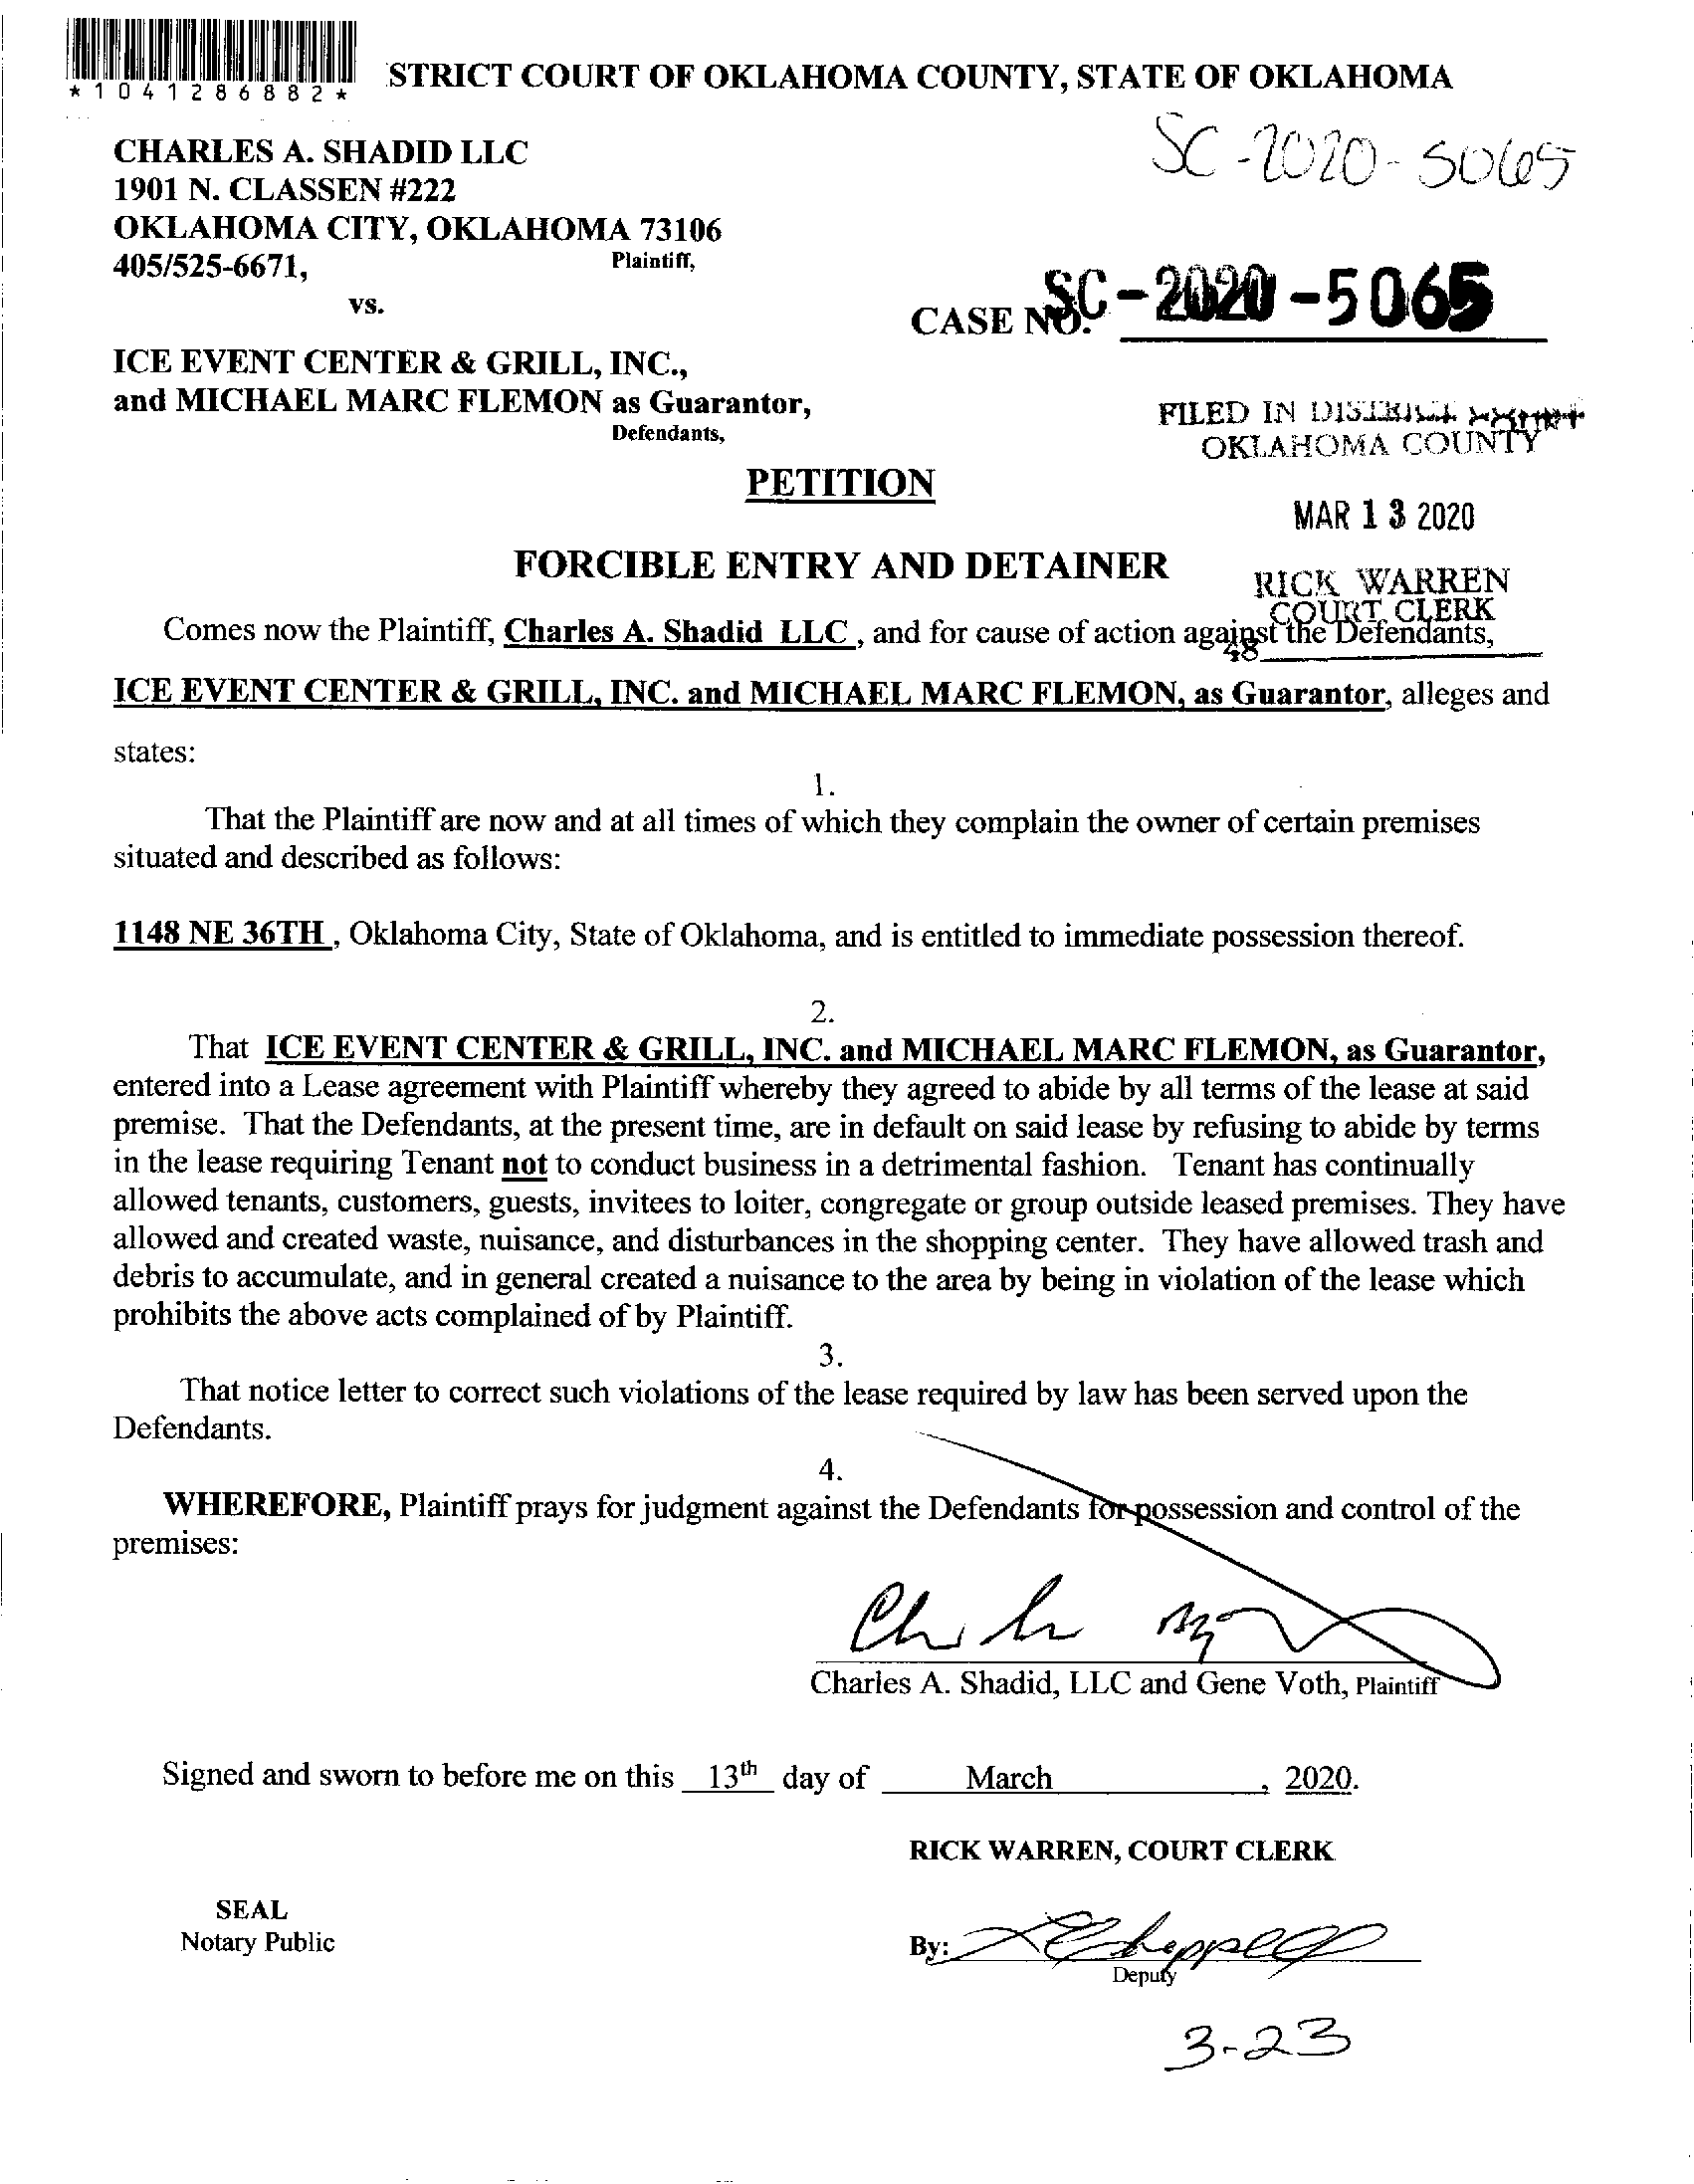 *1041286882*
STRICT COURT OF OKLAHOMA COUNTY, STATE OF OKLAHOMA
SC-2020-5065
CHARLES A. SHADID LLC
1901 N. CLASSEN #222
OKLAHOMA CITY, OKLAHOMA 73106
405/525-6671,
Plaintiff,
vs.
CASE NO. SC-2020-5065
ICE EVENT CENTER & GRILL, INC.,
and MICHAEL MARC FLEMON as Guarantor,
Defendants,
FILED IN DISTRICT COURT
OKLAHOMA COUNTY
PETITION
MAR 13 2020
FORCIBLE ENTRY AND DETAINER
RICK WARREN
COURT CLERK
Comes now the Plaintiff, Charles A. Shadid LLC , and for cause of action against the Defendants,
48
ICE EVENT CENTER & GRILL, INC. and MICHAEL MARC FLEMON, as Guarantor, alleges and
states:
1.
That the Plaintiff are now and at all times of which they complain the owner of certain premises
situated and described as follows:
1148 NE 36TH , Oklahoma City, State of Oklahoma, and is entitled to immediate possession thereof.
2.
That ICE EVENT CENTER & GRILL, INC. and MICHAEL MARC FLEMON, as Guarantor,
entered into a Lease agreement with Plaintiff whereby they agreed to abide by all terms of the lease at said
premise. That the Defendants, at the present time, are in default on said lease by refusing to abide by terms
in the lease requiring Tenant not to conduct business in a detrimental fashion. Tenant has continually
allowed tenants, customers, guests, invitees to loiter, congregate or group outside leased premises. They have
allowed and created waste, nuisance, and disturbances in the shopping center. They have allowed trash and
debris to accumulate, and in general created a nuisance to the area by being in violation of the lease which
prohibits the above acts complained of by Plaintiff.
3.
That notice letter to correct such violations of the lease required by law has been served upon the
Defendants.
4.
WHEREFORE, Plaintiff prays for judgment against the Defendants for possession and control of the
premises:
Charles A. Shadid, LLC and Gene Voth, Plaintiff
Signed and sworn to before me on this 13th day of March , 2020.
RICK WARREN, COURT CLERK
SEAL
Notary Public
By:
Deputy
3-23